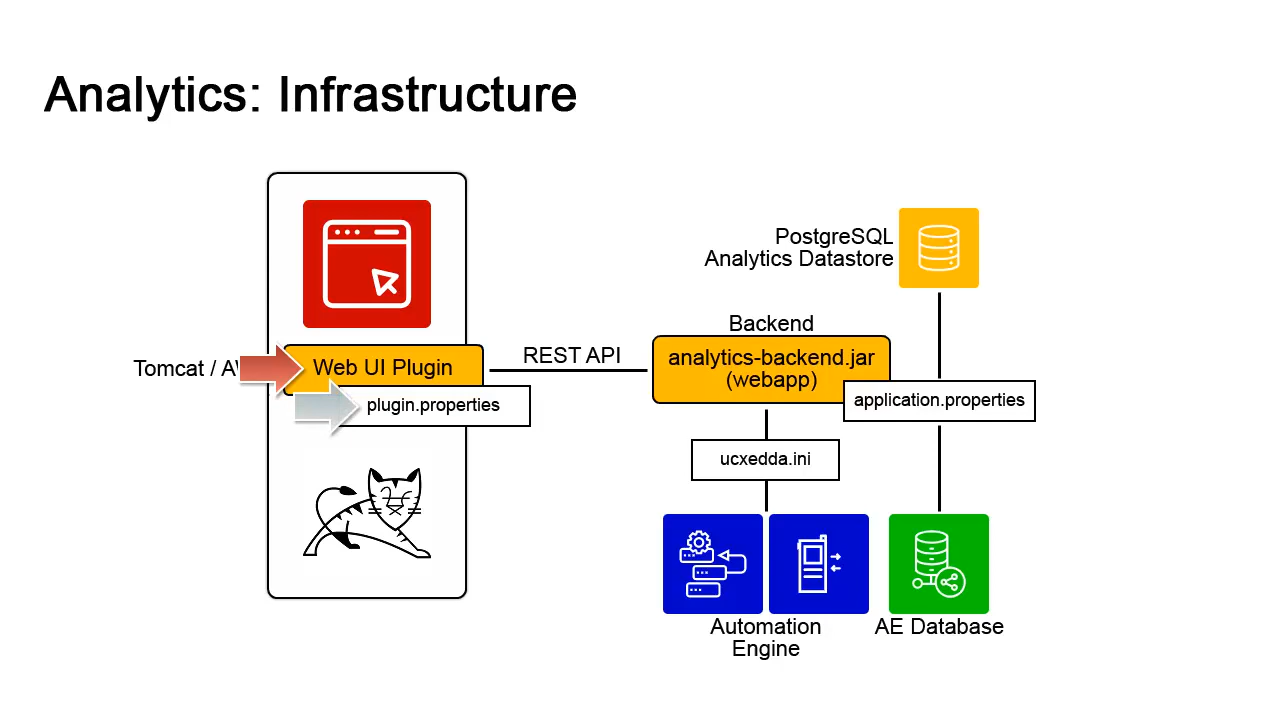 Analytics: Infrastructure
PostgreSQL
Analytics Datastore
Backend
Tomcat /
Web UI Plugin
REST API
analytics-backend.jar
(webapp)
plugin.properties
application.properties
ucxedda.ini
Automation
Engine
AE Database